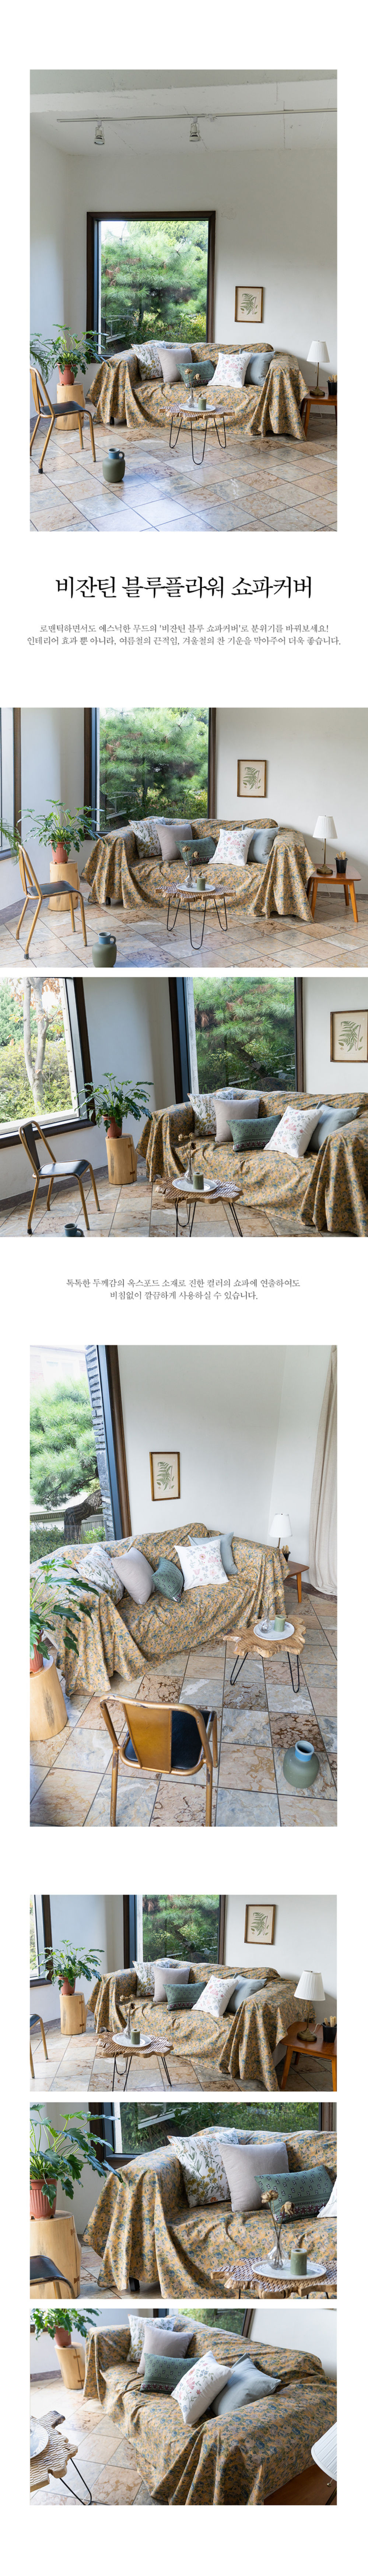 비잔틴 블루플라워 쇼파커버
로맨틱하면서도 에스닉한 무드의 '비잔틴 블루 쇼파커버'로 분위기를 바꿔보세요!
인테리어 효과 뿐 아니라, 여름철의 끈적임, 겨울철의 찬 기운을 막아주어 더욱 좋습니다.
톡톡한 두께감의 옥스포드 소재로 진한 컬러의 쇼파에 연출하여도
비침없이 깔끔하게 사용하실 수 있습니다.